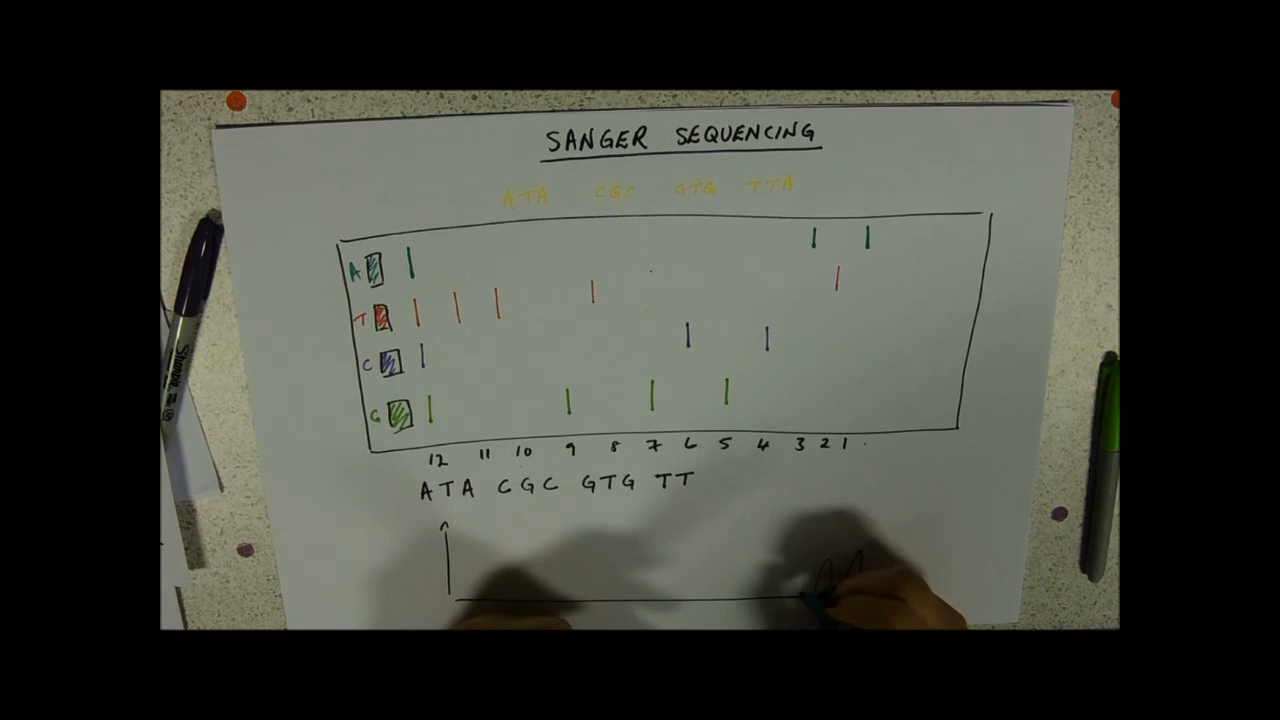 SANGER SEQUENCING
ATA CGC GTG TTA
A
T
C
G
12 11 10 9 8 7 6 5 4 3 2 1
ATA CGC GTG TT
Sharpie